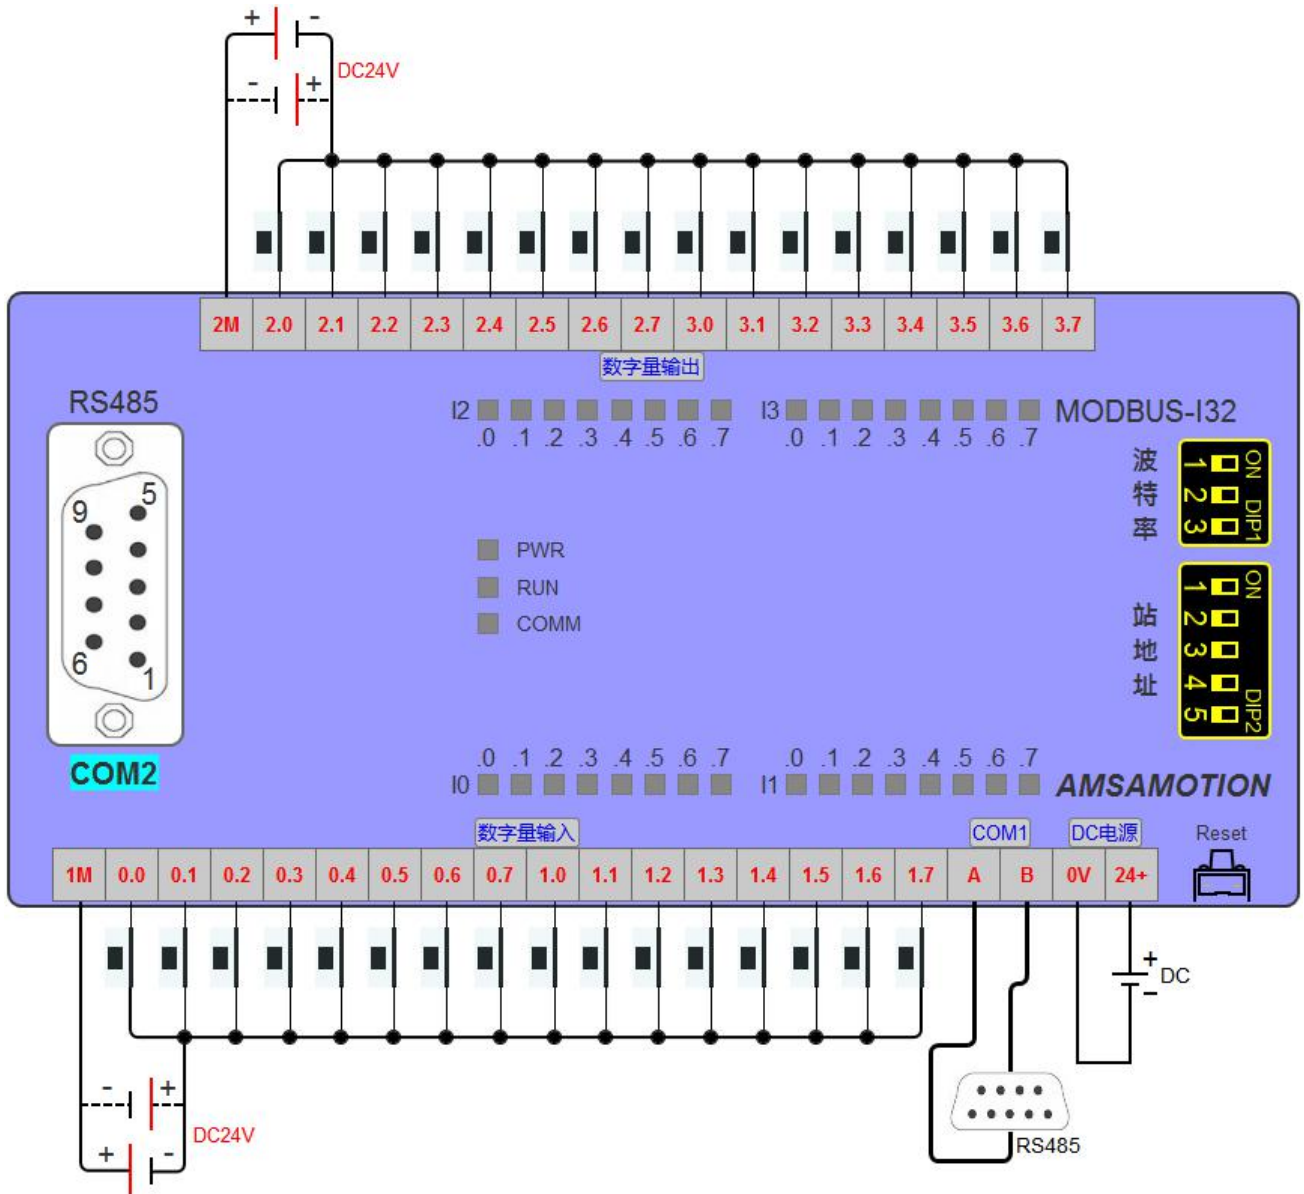 + -
DC24V
- +
2M 2.0 2.1 2.2 2.3 2.4 2.5 2.6 2.7 3.0 3.1 3.2 3.3 3.4 3.5 3.6 3.7
数字量输出
RS485
I2 I3 MODBUS-I32
.0 .1 .2 .3 .4 .5 .6 .7 .0 .1 .2 .3 .4 .5 .6 .7
波特率
1 2 3
ON DIP1
9 5
6 1
PWR
RUN
COMM
站地址
1 2 3 4 5
ON DIP2
COM2
.0 .1 .2 .3 .4 .5 .6 .7 .0 .1 .2 .3 .4 .5 .6 .7
I0 I1 AMSAMOTION
数字量输入 COM1 DC电源 Reset
1M 0.0 0.1 0.2 0.3 0.4 0.5 0.6 0.7 1.0 1.1 1.2 1.3 1.4 1.5 1.6 1.7 A B 0V 24+
+
DC
-
- +
DC24V
+ -
RS485